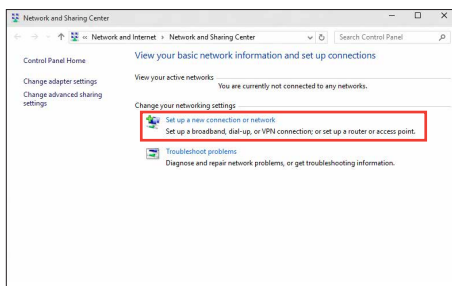 Network and Sharing Center
« Network and Internet › Network and Sharing Center
Search Control Panel
Control Panel Home
Change adapter settings
Change advanced sharing
settings
View your basic network information and set up connections
View your active networks
You are currently not connected to any networks.
Change your networking settings
Set up a new connection or network
Set up a broadband, dial-up, or VPN connection; or set up a router or access point.
Troubleshoot problems
Diagnose and repair network problems, or get troubleshooting information.